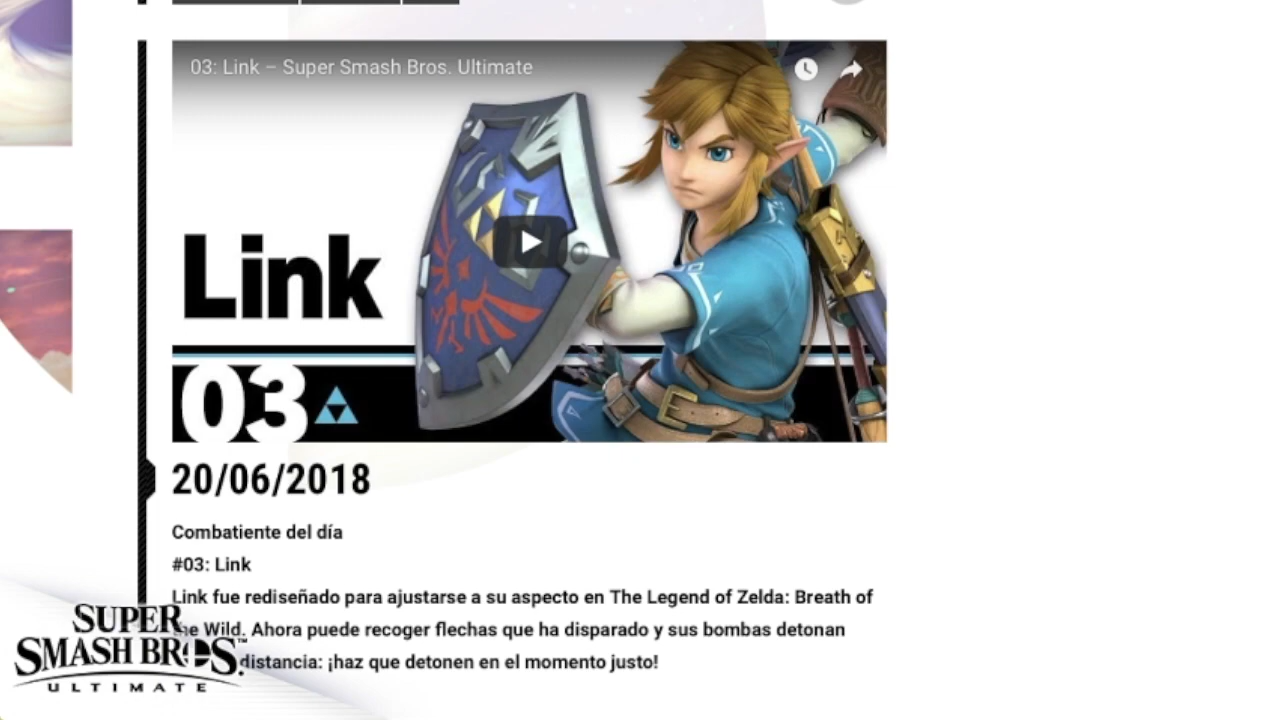 03: Link – Super Smash Bros. Ultimate
Link
03
20/06/2018
Combatiente del día
#03: Link
Link fue rediseñado para ajustarse a su aspecto en The Legend of Zelda: Breath of
the Wild. Ahora puede recoger flechas que ha disparado y sus bombas detonan
distancia: ¡haz que detonen en el momento justo!
SUPER
SMASH BROS.™
ULTIMATE